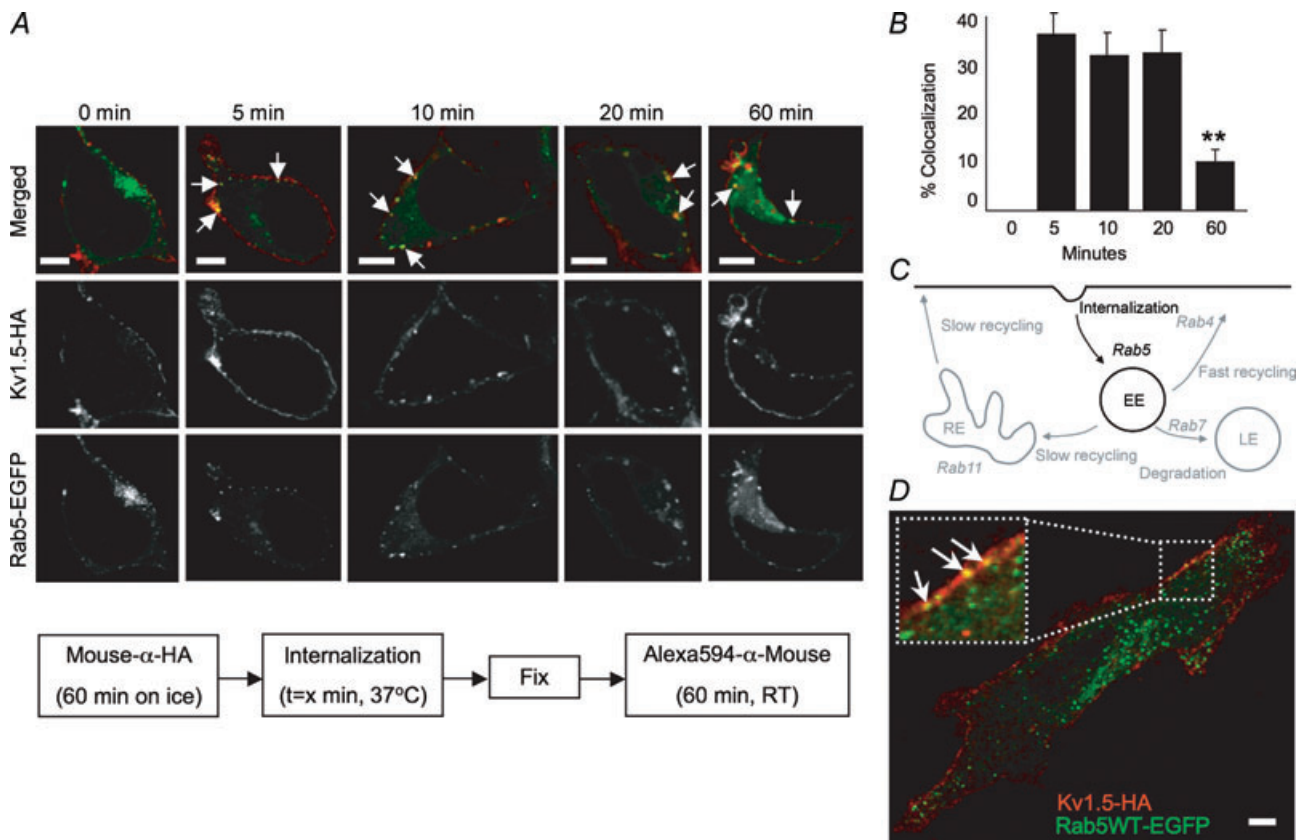 A
0 min 5 min 10 min 20 min 60 min
Merged
Kv1.5-HA
Rab5-EGFP
Mouse-α-HA
(60 min on ice)
Internalization
(t=x min, 37ºC)
Fix
Alexa594-α-Mouse
(60 min, RT)
B
% Colocalization
40
30
20
10
0
**
0 5 10 20 60
Minutes
C
Internalization
Slow recycling
Rab4
Rab5
Fast recycling
EE
RE
Rab7
LE
Rab11
Slow recycling
Degradation
D
Kv1.5-HA
Rab5WT-EGFP